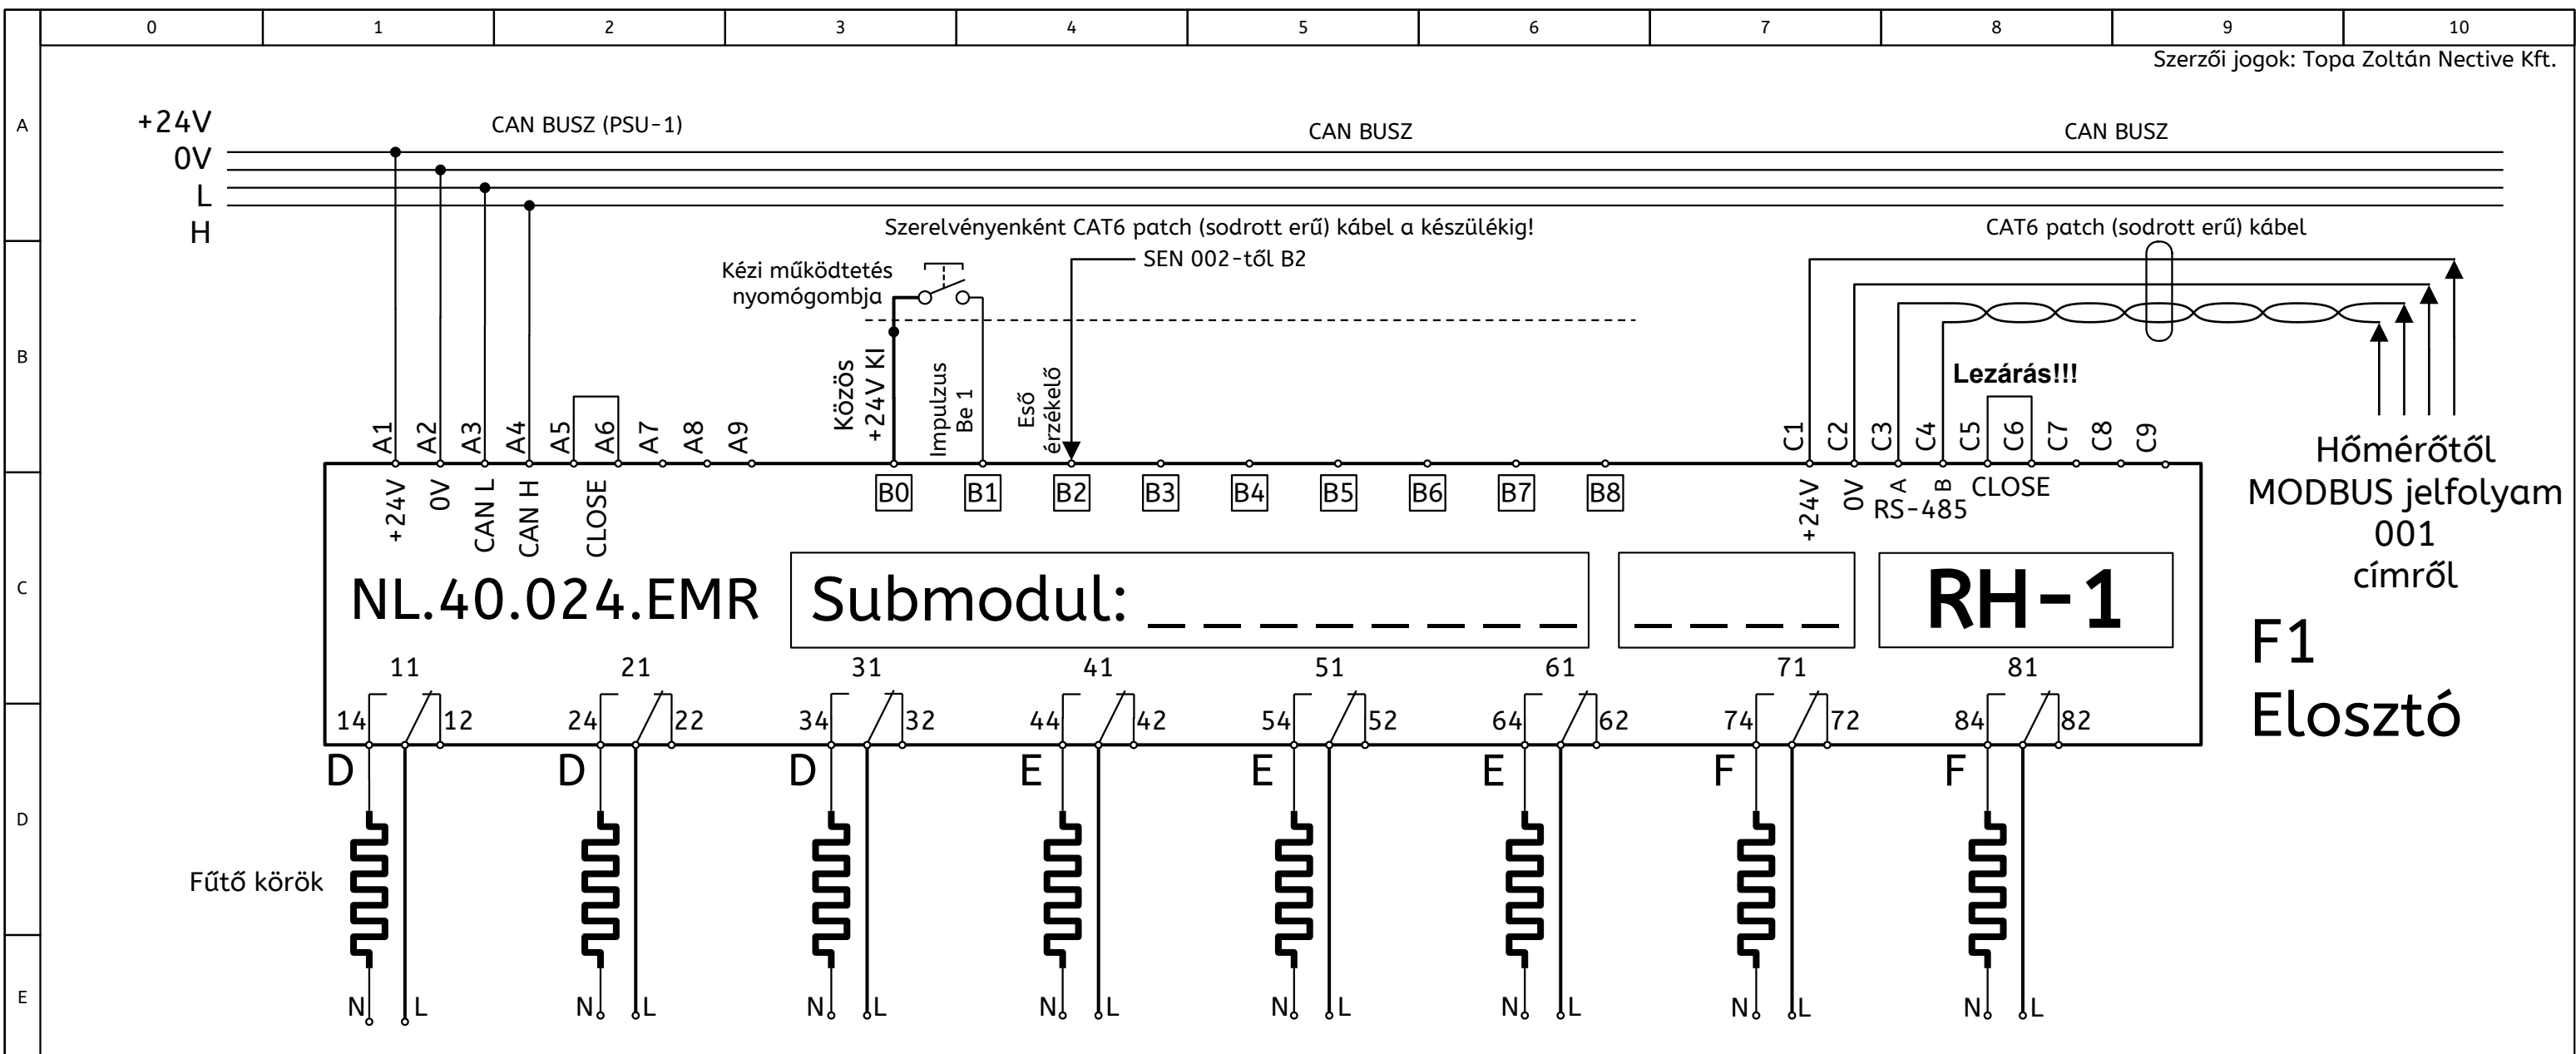 0 1 2 3 4 5 6 7 8 9 10
Szerzői jogok: Topa Zoltán Nective Kft.
A
+24V
0V
L
H
CAN BUSZ (PSU-1)
CAN BUSZ
CAN BUSZ
Szerelvényenként CAT6 patch (sodrott erű) kábel a készülékig!
CAT6 patch (sodrott erű) kábel
Kézi működtetés
nyomógombja
SEN 002-től B2
B
Közös
+24V KI
Impulzus
Be 1
Eső
érzékelő
Lezárás!!!
A1 A2 A3 A4 A5 A6 A7 A8 A9
C1 C2 C3 C4 C5 C6 C7 C8 C9
Hőmérőtől
MODBUS jelfolyam
001
címről
+24V 0V CAN L CAN H CLOSE
B0 B1 B2 B3 B4 B5 B6 B7 B8
+24V 0V A B CLOSE
RS-485
C
NL.40.024.EMR
Submodul: _ _ _ _ _ _ _ _
_ _ _ _
RH-1
F1
Elosztó
11 21 31 41 51 61 71 81
14 12 24 22 34 32 44 42 54 52 64 62 74 72 84 82
D D D E E E F F
D
Fűtő körök
E
N L N L N L N L N L N L N L N L